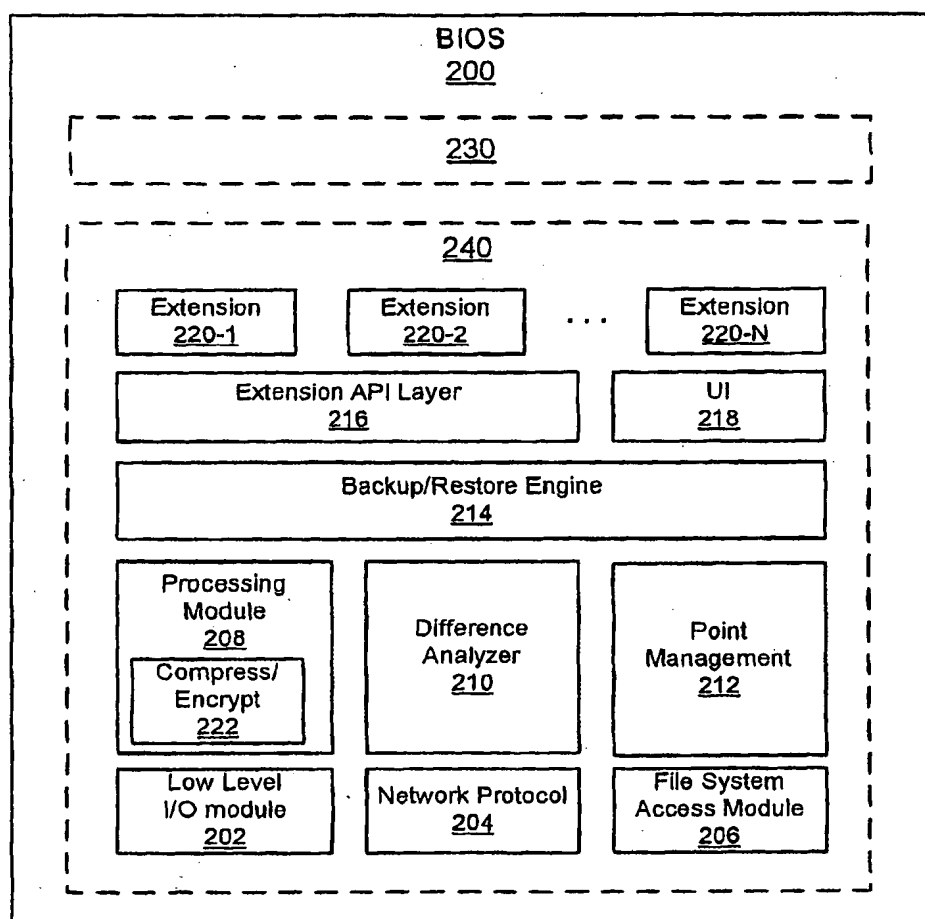 BIOS
200
230
240
Extension
220-1
Extension
220-2
. . .
Extension
220-N
Extension API Layer
216
UI
218
Backup/Restore Engine
214
Processing
Module
208
Compress/
Encrypt
222
Difference
Analyzer
210
Point
Management
212
Low Level
I/O module
202
Network Protocol
204
File System
Access Module
206